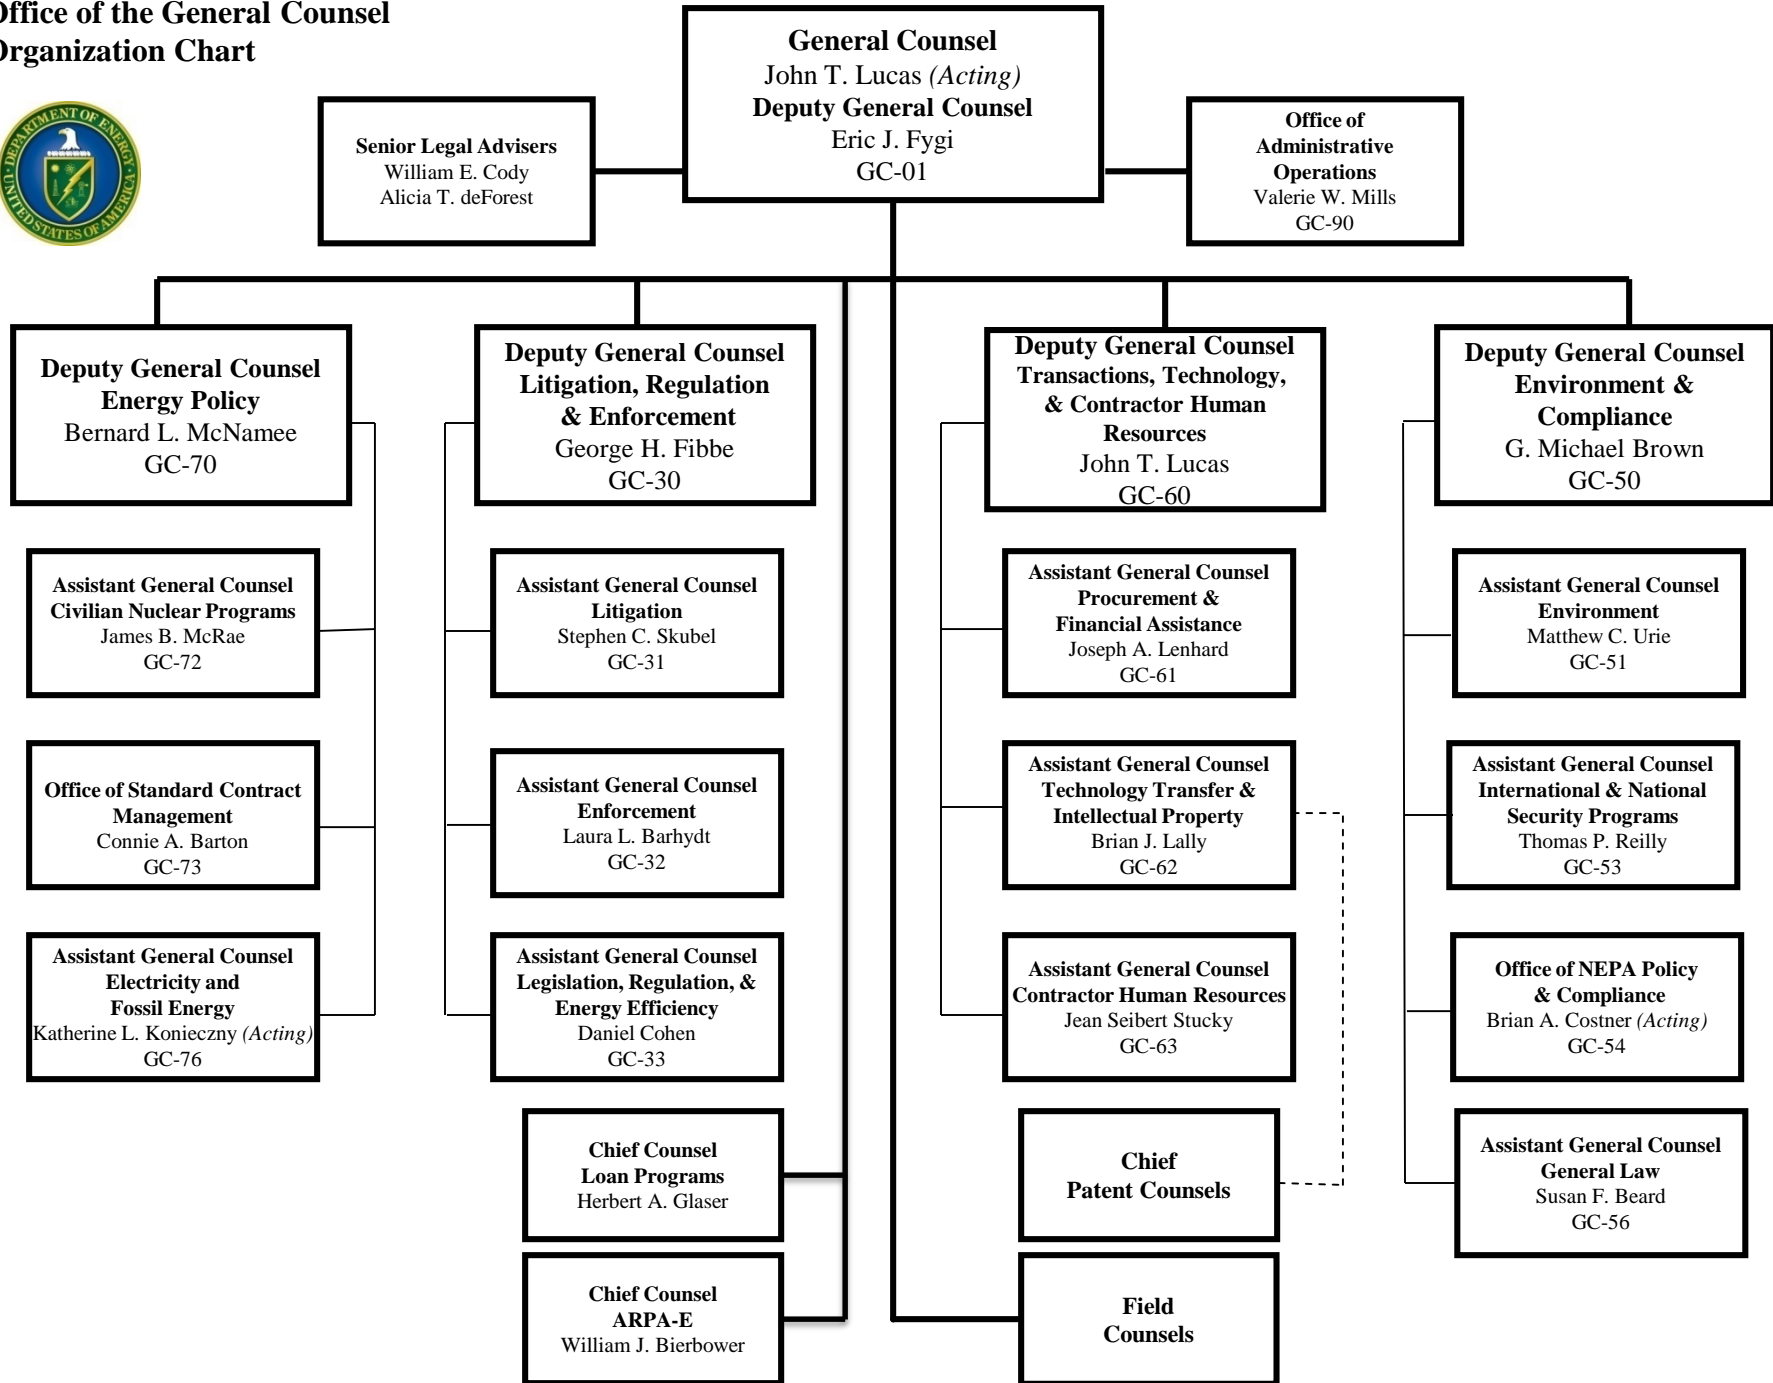 Office of the General Counsel
Organization Chart
DEPARTMENT OF ENERGY
UNITED STATES OF AMERICA
General Counsel
John T. Lucas (Acting)
Deputy General Counsel
Eric J. Fygi
GC-01
Senior Legal Advisers
William E. Cody
Alicia T. deForest
Office of
Administrative
Operations
Valerie W. Mills
GC-90
Deputy General Counsel
Energy Policy
Bernard L. McNamee
GC-70
Deputy General Counsel
Litigation, Regulation
& Enforcement
George H. Fibbe
GC-30
Deputy General Counsel
Transactions, Technology,
& Contractor Human
Resources
John T. Lucas
GC-60
Deputy General Counsel
Environment &
Compliance
G. Michael Brown
GC-50
Assistant General Counsel
Civilian Nuclear Programs
James B. McRae
GC-72
Assistant General Counsel
Litigation
Stephen C. Skubel
GC-31
Assistant General Counsel
Procurement &
Financial Assistance
Joseph A. Lenhard
GC-61
Assistant General Counsel
Environment
Matthew C. Urie
GC-51
Office of Standard Contract
Management
Connie A. Barton
GC-73
Assistant General Counsel
Enforcement
Laura L. Barhydt
GC-32
Assistant General Counsel
Technology Transfer &
Intellectual Property
Brian J. Lally
GC-62
Assistant General Counsel
International & National
Security Programs
Thomas P. Reilly
GC-53
Assistant General Counsel
Electricity and
Fossil Energy
Katherine L. Konieczny (Acting)
GC-76
Assistant General Counsel
Legislation, Regulation, &
Energy Efficiency
Daniel Cohen
GC-33
Assistant General Counsel
Contractor Human Resources
Jean Seibert Stucky
GC-63
Office of NEPA Policy
& Compliance
Brian A. Costner (Acting)
GC-54
Chief Counsel
Loan Programs
Herbert A. Glaser
Chief
Patent Counsels
Assistant General Counsel
General Law
Susan F. Beard
GC-56
Chief Counsel
ARPA-E
William J. Bierbower
Field
Counsels